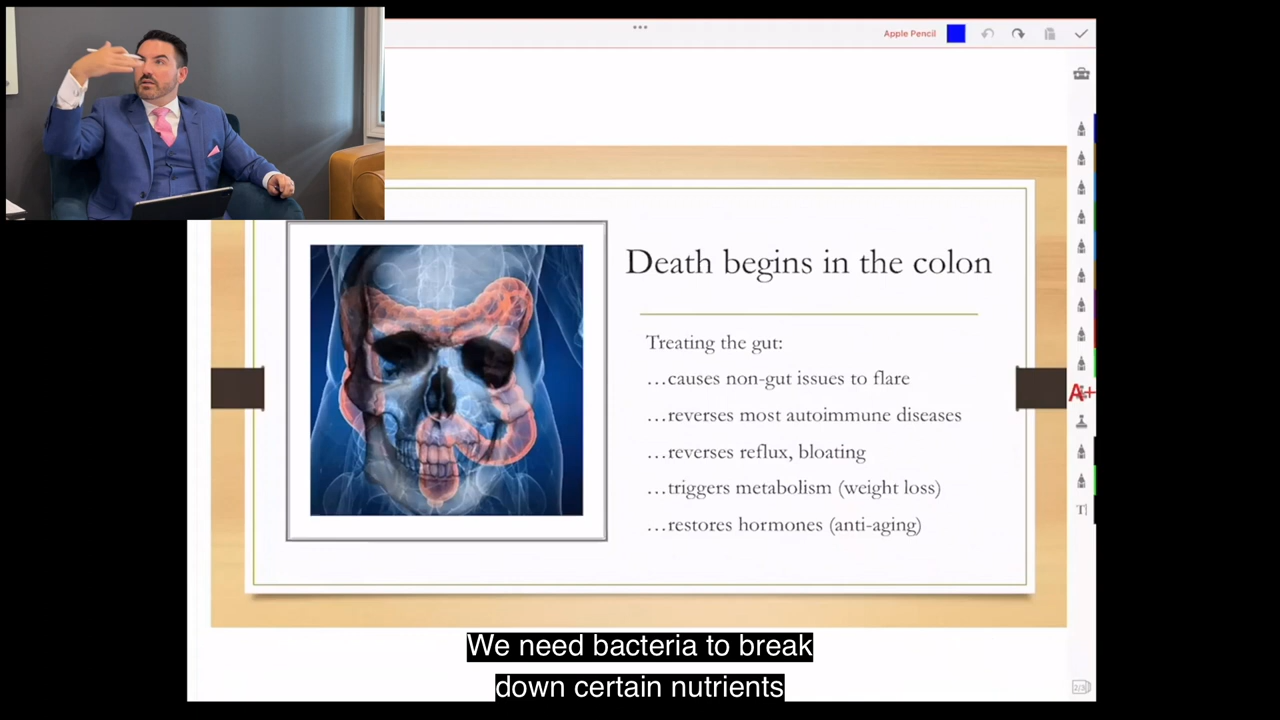 Apple Pencil
Death begins in the colon
Treating the gut:
…causes non-gut issues to flare
…reverses most autoimmune diseases
…reverses reflux, bloating
…triggers metabolism (weight loss)
…restores hormones (anti-aging)
A+
T
2/3
We need bacteria to break
down certain nutrients